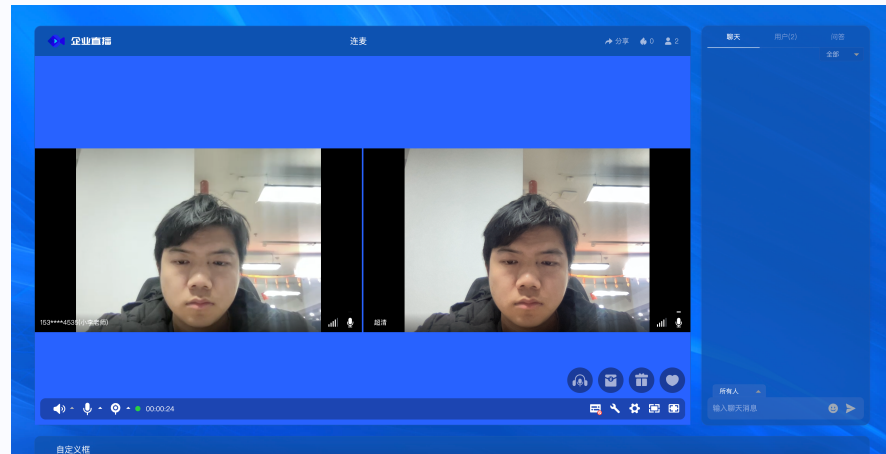 企业直播
连麦
分享 0 2
聊天 用户(2) 问答
全部
153****4535(小李老师)
超清
所有人
00:00:24
输入聊天消息
自定义框